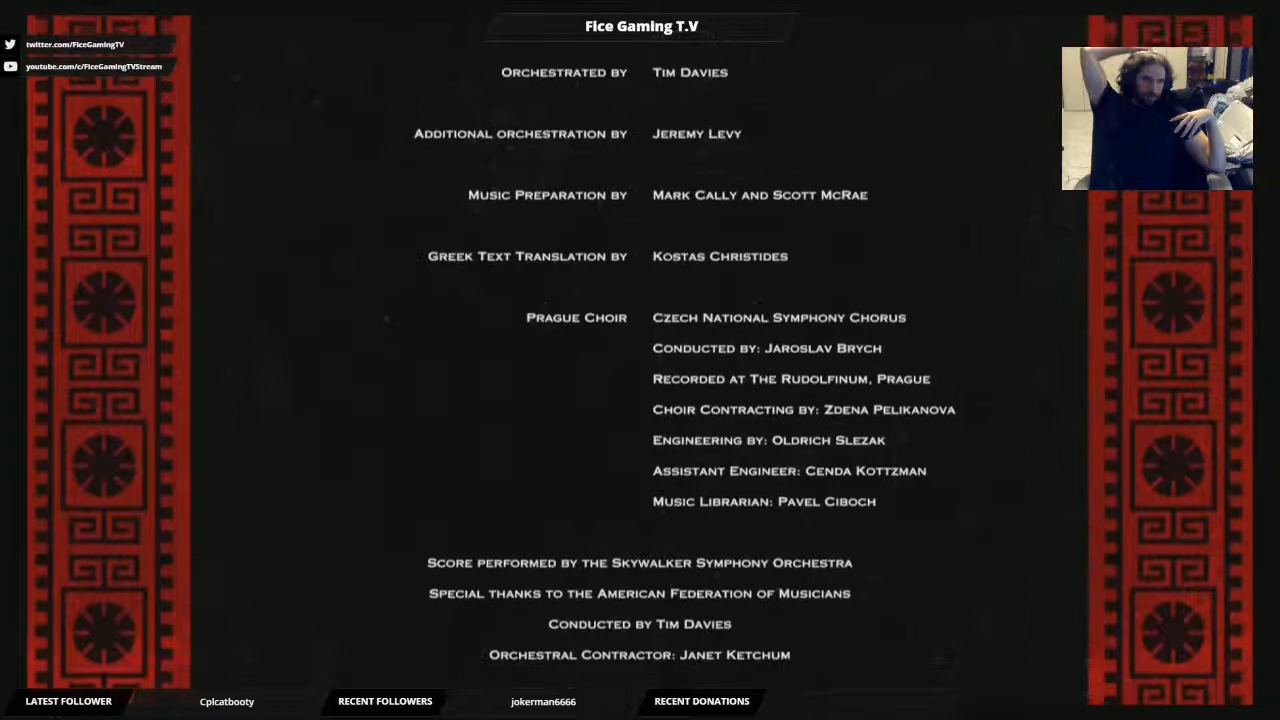 Fice Gaming T.V
twitter.com/FiceGamingTV
youtube.com/c/FiceGamingTVStream
Orchestrated by Tim Davies
Additional orchestration by Jeremy Levy
Music Preparation by Mark Cally and Scott McRae
Greek Text Translation by Kostas Christides
Prague Choir Czech National Symphony Chorus
Conducted by: Jaroslav Brych
Recorded at The Rudolfinum, Prague
Choir Contracting by: Zdena Pelikanova
Engineering by: Oldrich Slezak
Assistant Engineer: Cenda Kottzman
Music Librarian: Pavel Ciboch
Score performed by the Skywalker Symphony Orchestra
Special thanks to the American Federation of Musicians
Conducted by Tim Davies
Orchestral Contractor: Janet Ketchum
LATEST FOLLOWER Cplcatbooty RECENT FOLLOWERS jokerman6666 RECENT DONATIONS